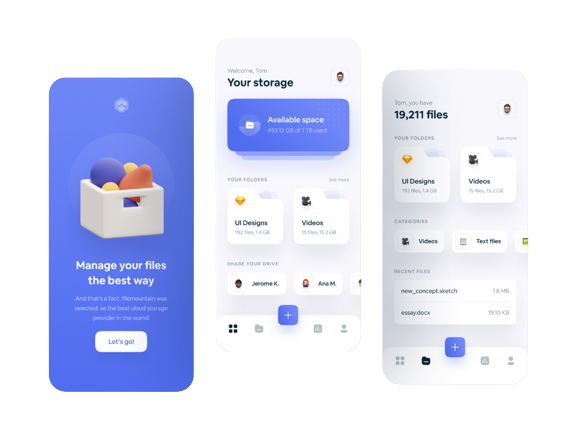 Manage your files
the best way
And that's a fact. Filemountain was
selected as the best cloud storage
provider in the world!
Let's go!
Welcome, Tom
Your storage
Available space
493.10 GB of 1 TB used
YOUR FOLDERS
See more
UI Designs
192 files, 1.4 GB
Videos
15 files, 15.2 GB
SHARE YOUR DRIVE
Jerome K.
Ana M.
Tom, you have
19,211 files
YOUR FOLDERS
See more
UI Designs
192 files, 1.4 GB
Videos
15 files, 15.2 GB
CATEGORIES
Videos
Text files
RECENT FILES
new_concept.sketch
7.6 MB
essay.docx
19.10 KB